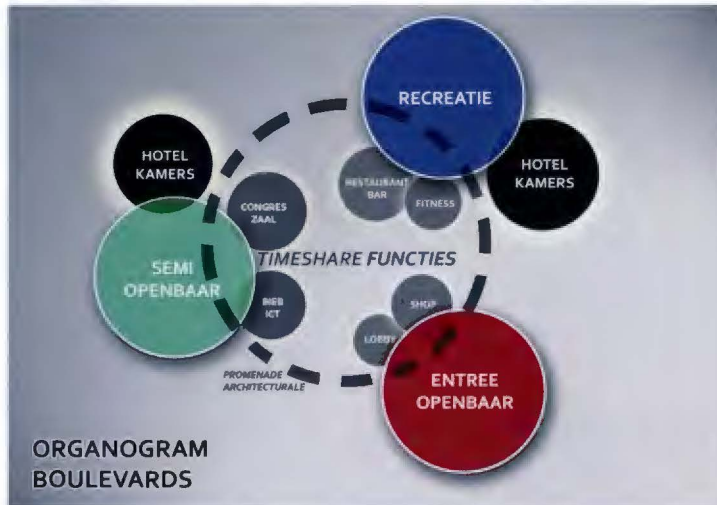 RECREATIE
HOTEL
KAMERS
HOTEL
KAMERS
RESTAURANT
BAR
FITNESS
CONGRES
ZAAL
TIMESHARE FUNCTIES
SEMI
OPENBAAR
BIEB
ICT
SHOP
LOBBY
PROMENADE
ARCHITECTURALE
ENTREE
OPENBAAR
ORGANOGRAM
BOULEVARDS